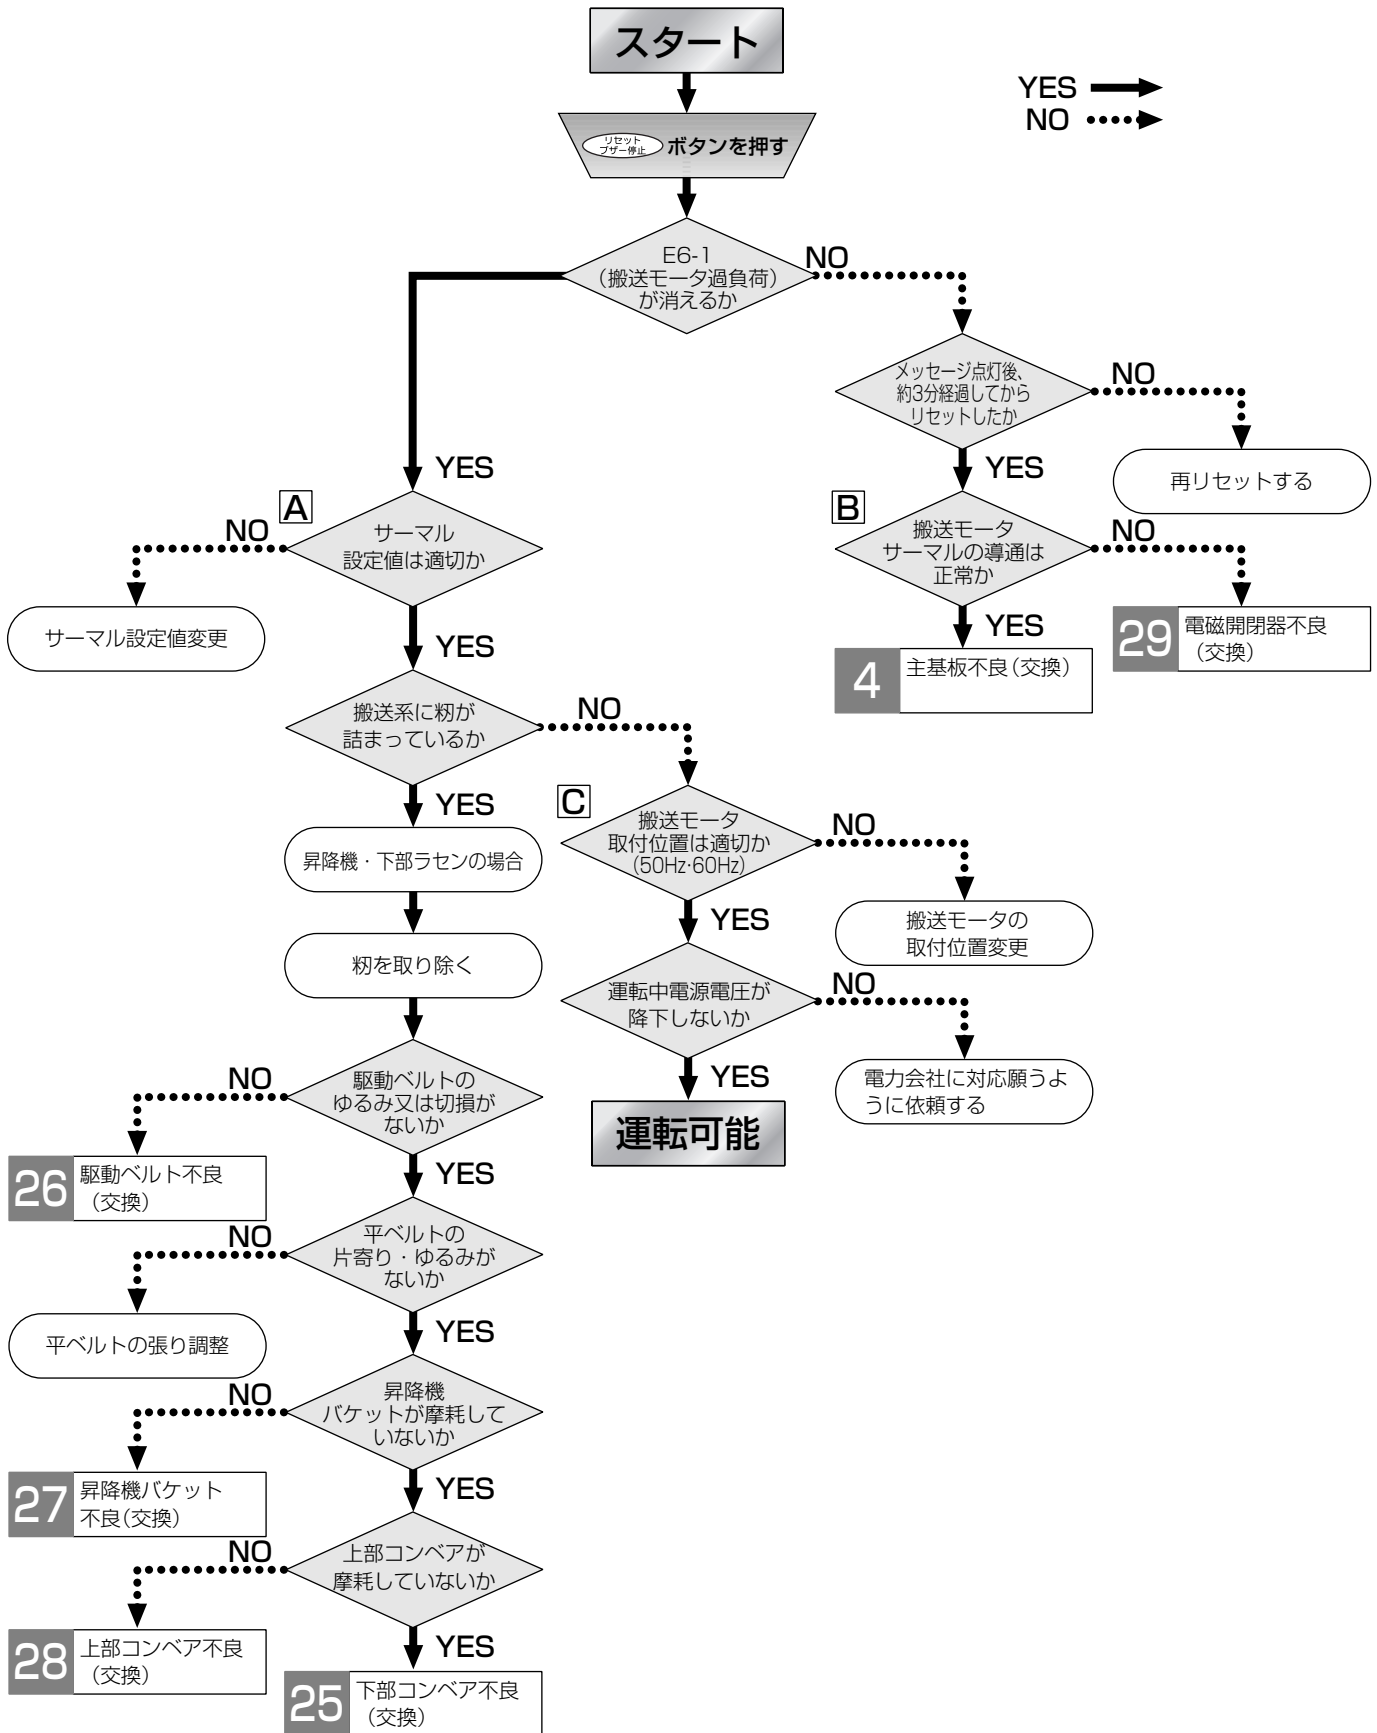 スタート
YES
NO
リセット
ブザー停止
ボタンを押す
E6-1
（搬送モータ過負荷）
が消えるか
NO
メッセージ点灯後、
約3分経過してから
リセットしたか
NO
YES
YES
再リセットする
A
NO
サーマル
設定値は適切か
B
搬送モータ
サーマルの導通は
正常か
NO
サーマル設定値変更
YES
YES
4
主基板不良（交換）
29
電磁開閉器不良
（交換）
搬送系に籾が
詰まっているか
NO
YES
C
搬送モータ
取付位置は適切か
(50Hz·60Hz)
NO
昇降機・下部ラセンの場合
YES
搬送モータの
取付位置変更
籾を取り除く
運転中電源電圧が
降下しないか
NO
YES
電力会社に対応願うよ
うに依頼する
運転可能
NO
駆動ベルトの
ゆるみ又は切損が
ないか
26
駆動ベルト不良
（交換）
YES
NO
平ベルトの
片寄り・ゆるみが
ないか
平ベルトの張り調整
YES
NO
昇降機
バケットが摩耗して
いないか
27
昇降機バケット
不良（交換）
YES
NO
上部コンベアが
摩耗していないか
28
上部コンベア不良
（交換）
YES
25
下部コンベア不良
（交換）